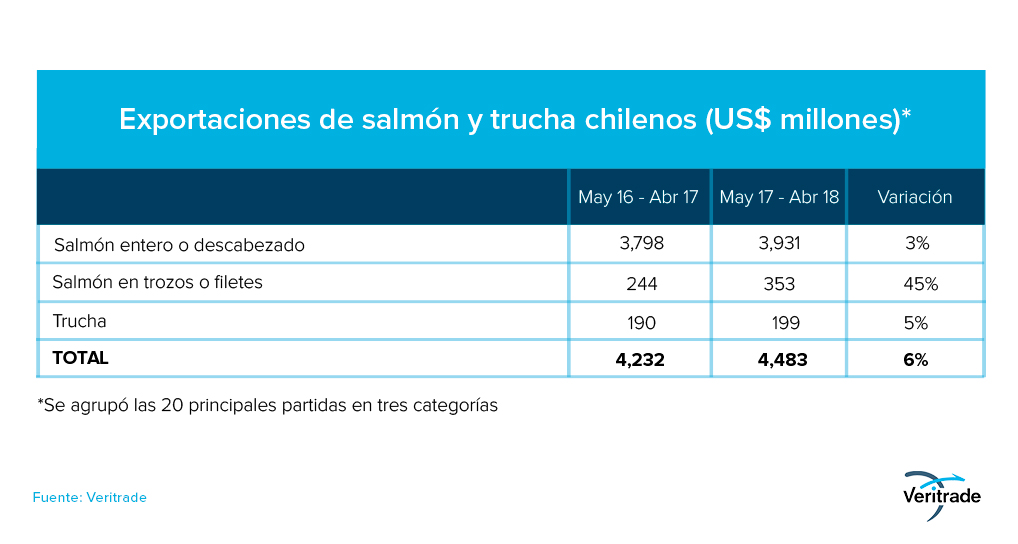 Exportaciones de salmón y trucha chilenos (US$ millones)*
May 16 - Abr 17 May 17 - Abr 18 Variación
Salmón entero o descabezado 3,798 3,931 3%
Salmón en trozos o filetes 244 353 45%
Trucha 190 199 5%
TOTAL 4,232 4,483 6%
*Se agrupó las 20 principales partidas en tres categorías
Fuente: Veritrade
Veritrade